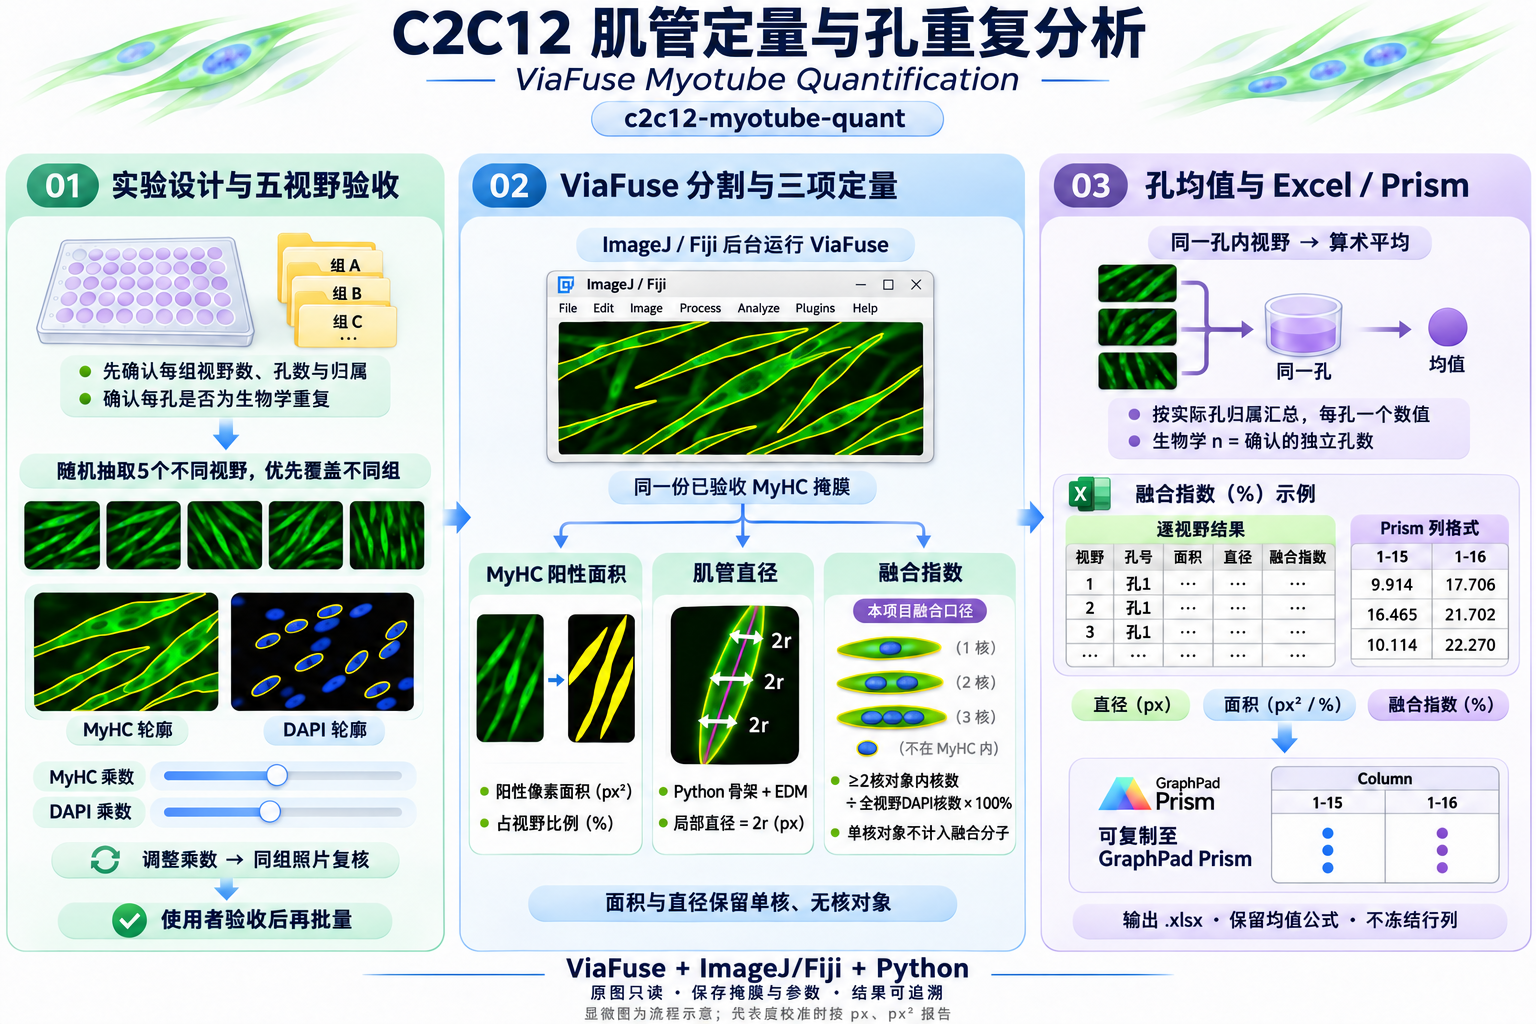 C2C12 肌管定量与孔重复分析
ViaFuse Myotube Quantification
c2c12-myotube-quant
01 实验设计与五视野验收
组 A
组 B
组 C
...
先确认每组视野数、孔数与归属
确认每孔是否为生物学重复
随机抽取5个不同视野，优先覆盖不同组
MyHC 轮廓
DAPI 轮廓
MyHC 乘数
DAPI 乘数
调整乘数 → 同组照片复核
使用者验收后再批量
02 ViaFuse 分割与三项定量
ImageJ / Fiji 后台运行 ViaFuse
ImageJ / Fiji
File Edit Image Process Analyze Plugins Help
同一份已验收 MyHC 掩膜
MyHC 阳性面积
阳性像素面积 (px²)
占视野比例 (%)
肌管直径
2r
2r
2r
Python 骨架 + EDM
局部直径 = 2r (px)
融合指数
本项目融合口径
(1 核)
(2 核)
(3 核)
(不在 MyHC 内)
≥2核对象内核数
÷ 全视野DAPI核数 × 100%
单核对象不计入融合分子
面积与直径保留单核、无核对象
03 孔均值与 Excel / Prism
同一孔内视野 → 算术平均
同一孔
均值
按实际孔归属汇总，每孔一个数值
生物学 n = 确认的独立孔数
X 融合指数（%）示例
逐视野结果
视野 孔号 面积 直径 融合指数
1 孔1 ... ... ...
2 孔1 ... ... ...
3 孔1 ... ... ...
... ... ... ... ...
Prism 列格式
1-15 1-16
9.914 17.706
16.465 21.702
10.114 22.270
直径 (px)
面积 (px² / %)
融合指数 (%)
GraphPad
Prism
可复制至
GraphPad Prism
Column
1-15 1-16
输出 .xlsx · 保留均值公式 · 不冻结行列
ViaFuse + ImageJ/Fiji + Python
原图只读 · 保存掩膜与参数 · 结果可追溯
显微图为流程示意；校准时按 px、px² 报告